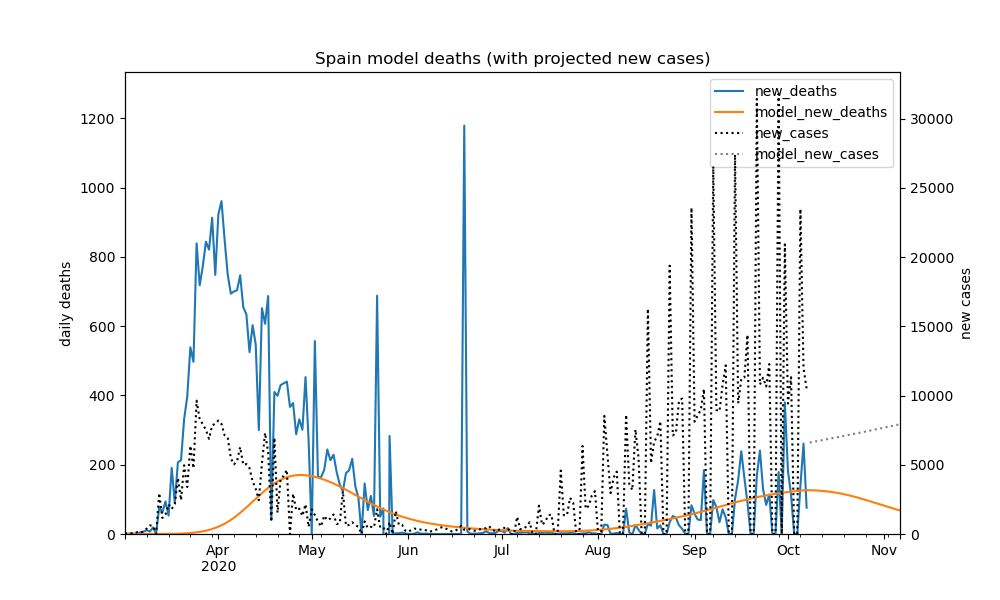 Spain model deaths (with projected new cases)
new_deaths
model_new_deaths
new_cases
model_new_cases
1200
1000
800
600
400
200
0
daily deaths
30000
25000
20000
15000
10000
5000
0
new cases
Apr May Jun Jul Aug Sep Oct Nov
2020